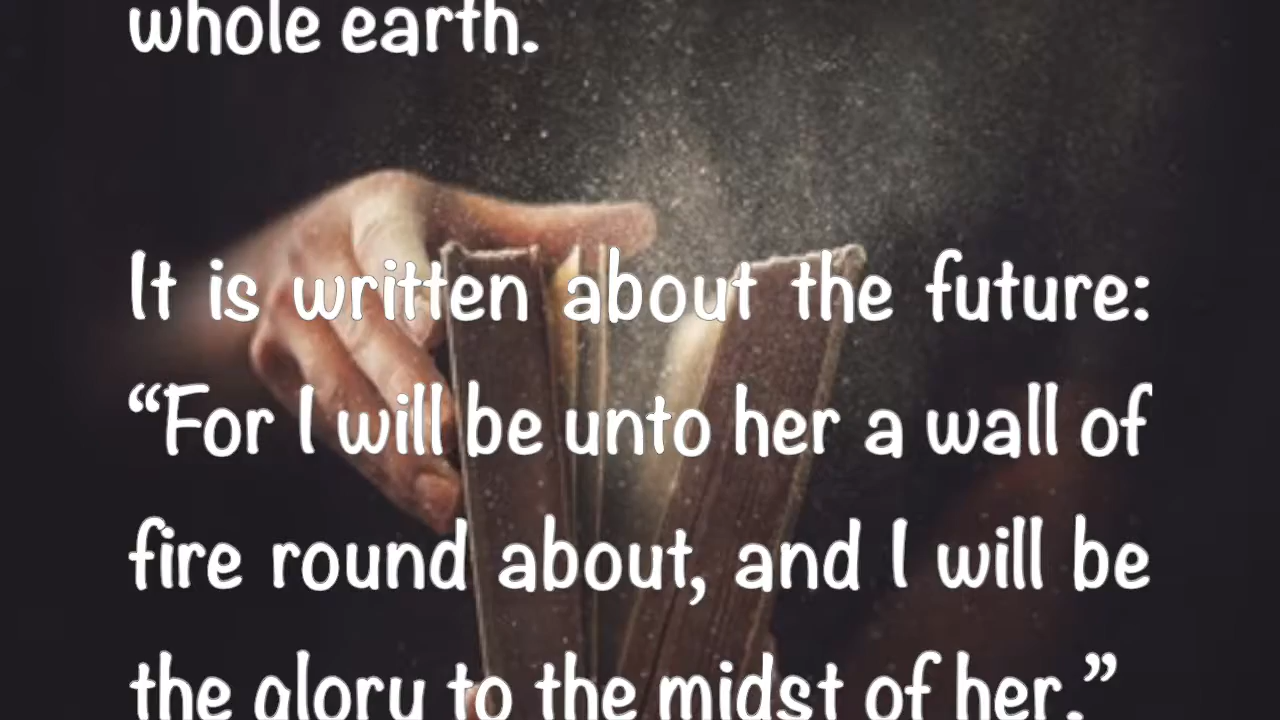 whole earth.
It is written about the future:
“For I will be unto her a wall of
fire round about, and I will be
the glory to the midst of her.”